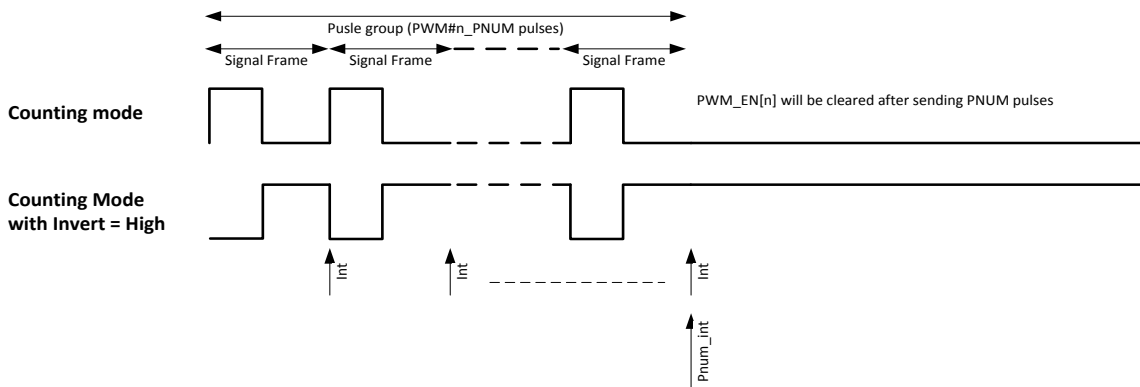 Pusle group (PWM#n_PNUM pulses)
Signal Frame Signal Frame Signal Frame
Counting mode
PWM_EN[n] will be cleared after sending PNUM pulses
Counting Mode
with Invert = High
Int Int Int
Pnum_int